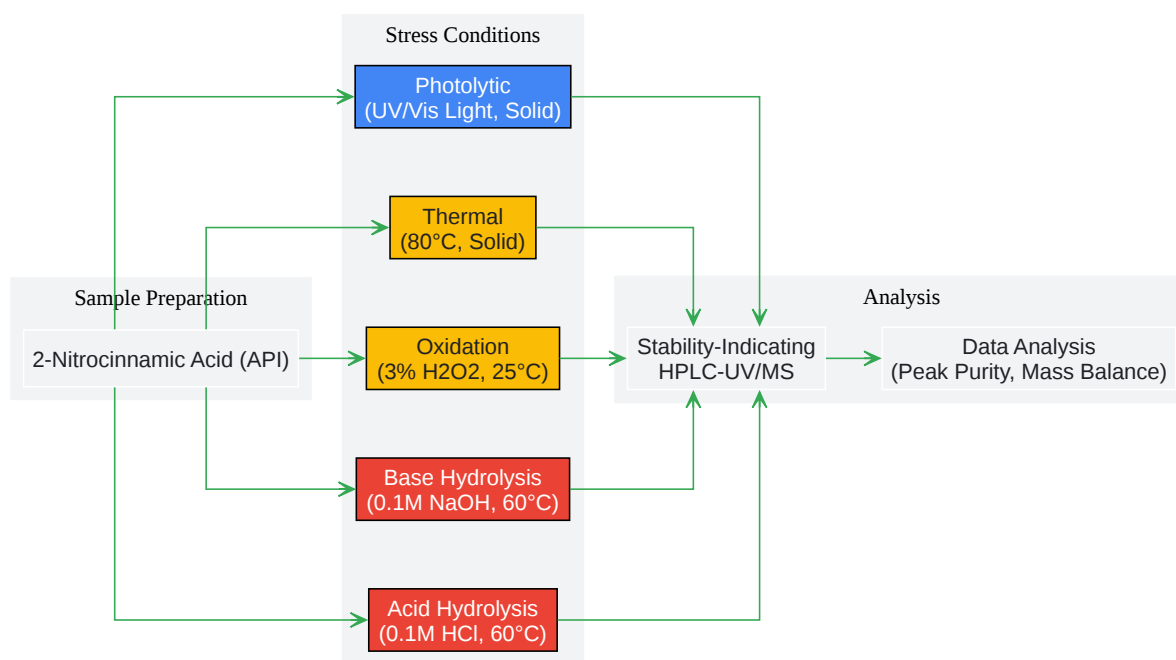 Stress Conditions
Photolytic
(UV/Vis Light, Solid)
Thermal
(80°C, Solid)
Sample Preparation
2-Nitrocinnamic Acid (API)
Oxidation
(3% H2O2, 25°C)
Base Hydrolysis
(0.1M NaOH, 60°C)
Acid Hydrolysis
(0.1M HCl, 60°C)
Analysis
Stability-Indicating
HPLC-UV/MS
Data Analysis
(Peak Purity, Mass Balance)